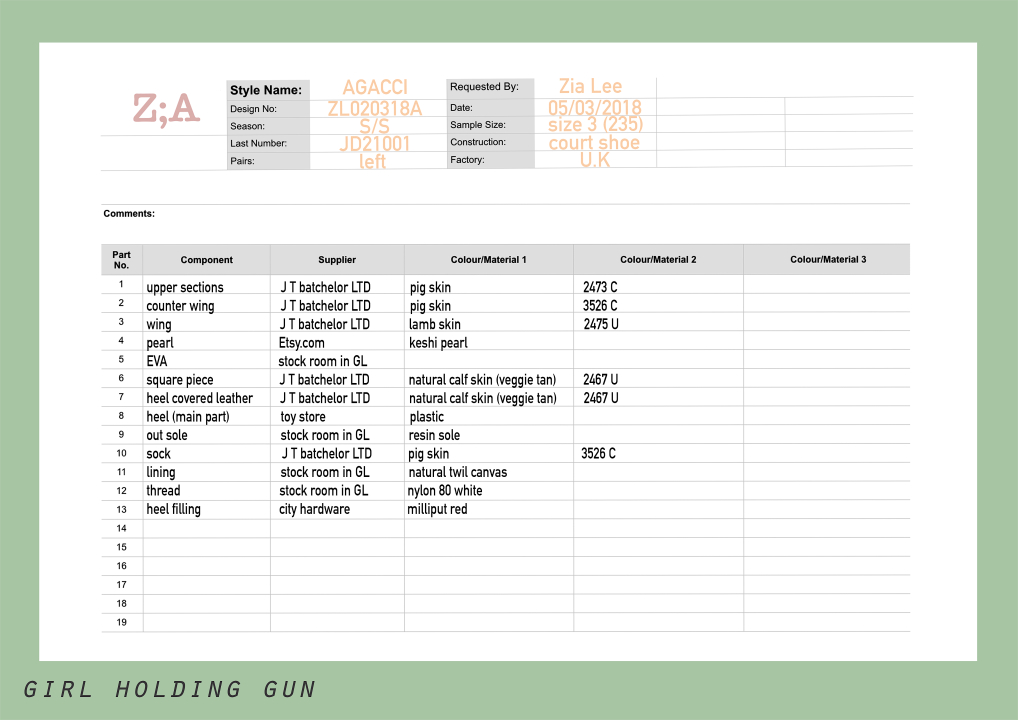 Z;A
Style Name: AGACCI Requested By: Zia Lee
Design No: ZL020318A Date: 05/03/2018
Season: S/S Sample Size: size 3 (235)
Last Number: JD21001 Construction: court shoe
Pairs: left Factory: U.K
Comments:
Part No. Component Supplier Colour/Material 1 Colour/Material 2 Colour/Material 3
1 upper sections J T batchelor LTD pig skin 2473 C
2 counter wing J T batchelor LTD pig skin 3526 C
3 wing J T batchelor LTD lamb skin 2475 U
4 pearl Etsy.com keshi pearl
5 EVA stock room in GL
6 square piece J T batchelor LTD natural calf skin (veggie tan) 2467 U
7 heel covered leather J T batchelor LTD natural calf skin (veggie tan) 2467 U
8 heel (main part) toy store plastic
9 out sole stock room in GL resin sole
10 sock J T batchelor LTD pig skin 3526 C
11 lining stock room in GL natural twil canvas
12 thread stock room in GL nylon 80 white
13 heel filling city hardware milliput red
14
15
16
17
18
19
GIRL HOLDING GUN